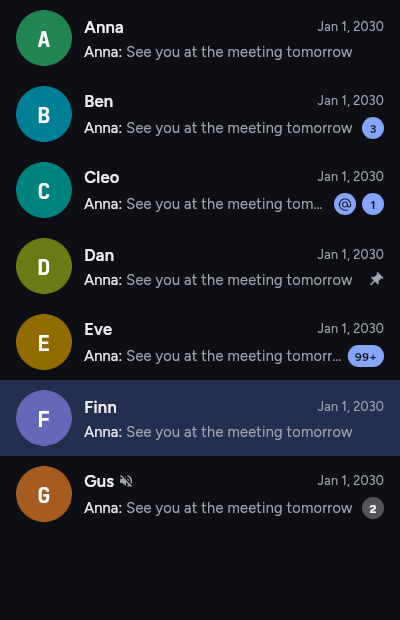 A
Anna
Jan 1, 2030
Anna: See you at the meeting tomorrow
B
Ben
Jan 1, 2030
Anna: See you at the meeting tomorrow
3
C
Cleo
Jan 1, 2030
Anna: See you at the meeting tom...
@
1
D
Dan
Jan 1, 2030
Anna: See you at the meeting tomorrow
E
Eve
Jan 1, 2030
Anna: See you at the meeting tomorr...
99+
F
Finn
Jan 1, 2030
Anna: See you at the meeting tomorrow
G
Gus
Jan 1, 2030
Anna: See you at the meeting tomorrow
2